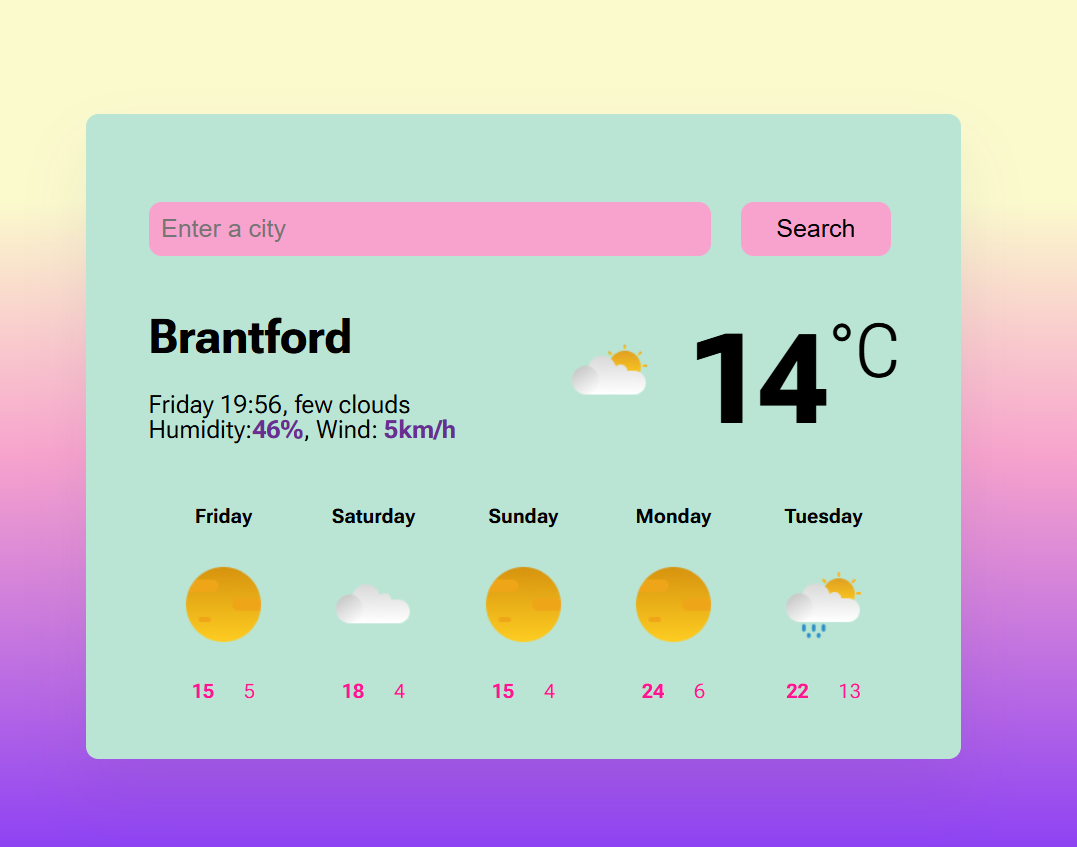 Enter a city Search
Brantford
14°C
Friday 19:56, few clouds
Humidity:46%, Wind: 5km/h
Friday Saturday Sunday Monday Tuesday
15 5 18 4 15 4 24 6 22 13